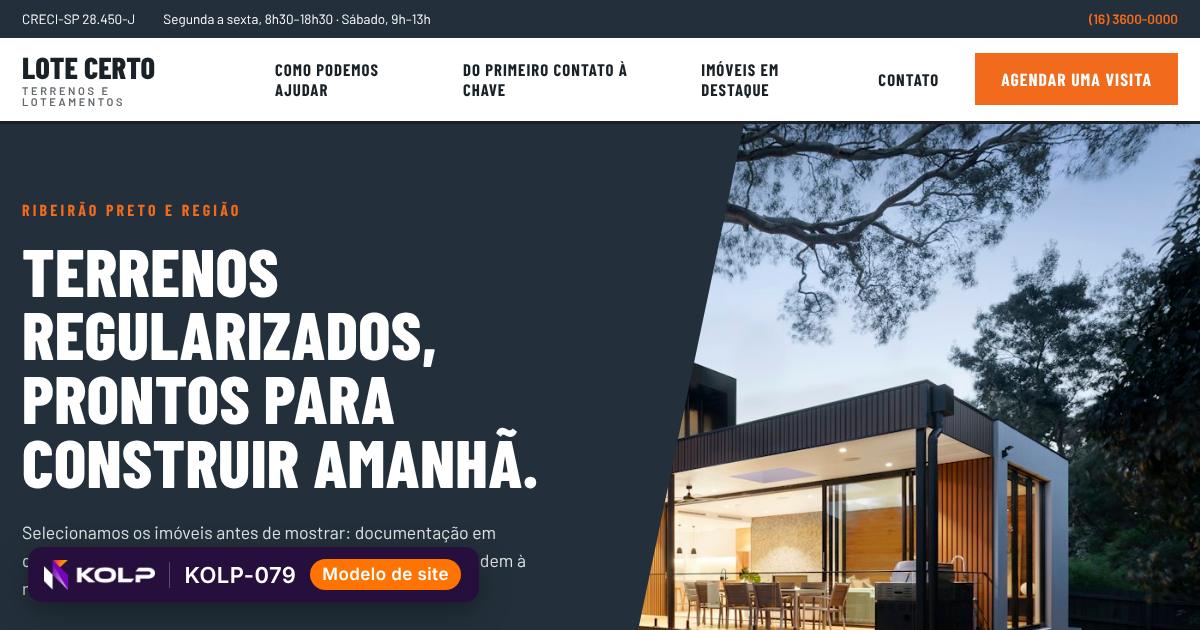 CRECI-SP 28.450-J
Segunda a sexta, 8h30–18h30 · Sábado, 9h–13h
(16) 3600-0000
LOTE CERTO
TERRENOS E
LOTEAMENTOS
COMO PODEMOS
AJUDAR
DO PRIMEIRO CONTATO À
CHAVE
IMÓVEIS EM
DESTAQUE
CONTATO
AGENDAR UMA VISITA
RIBEIRÃO PRETO E REGIÃO
TERRENOS
REGULARIZADOS,
PRONTOS PARA
CONSTRUIR AMANHÃ.
Selecionamos os imóveis antes de mostrar: documentação em
dem à
KOLP
KOLP-079
Modelo de site